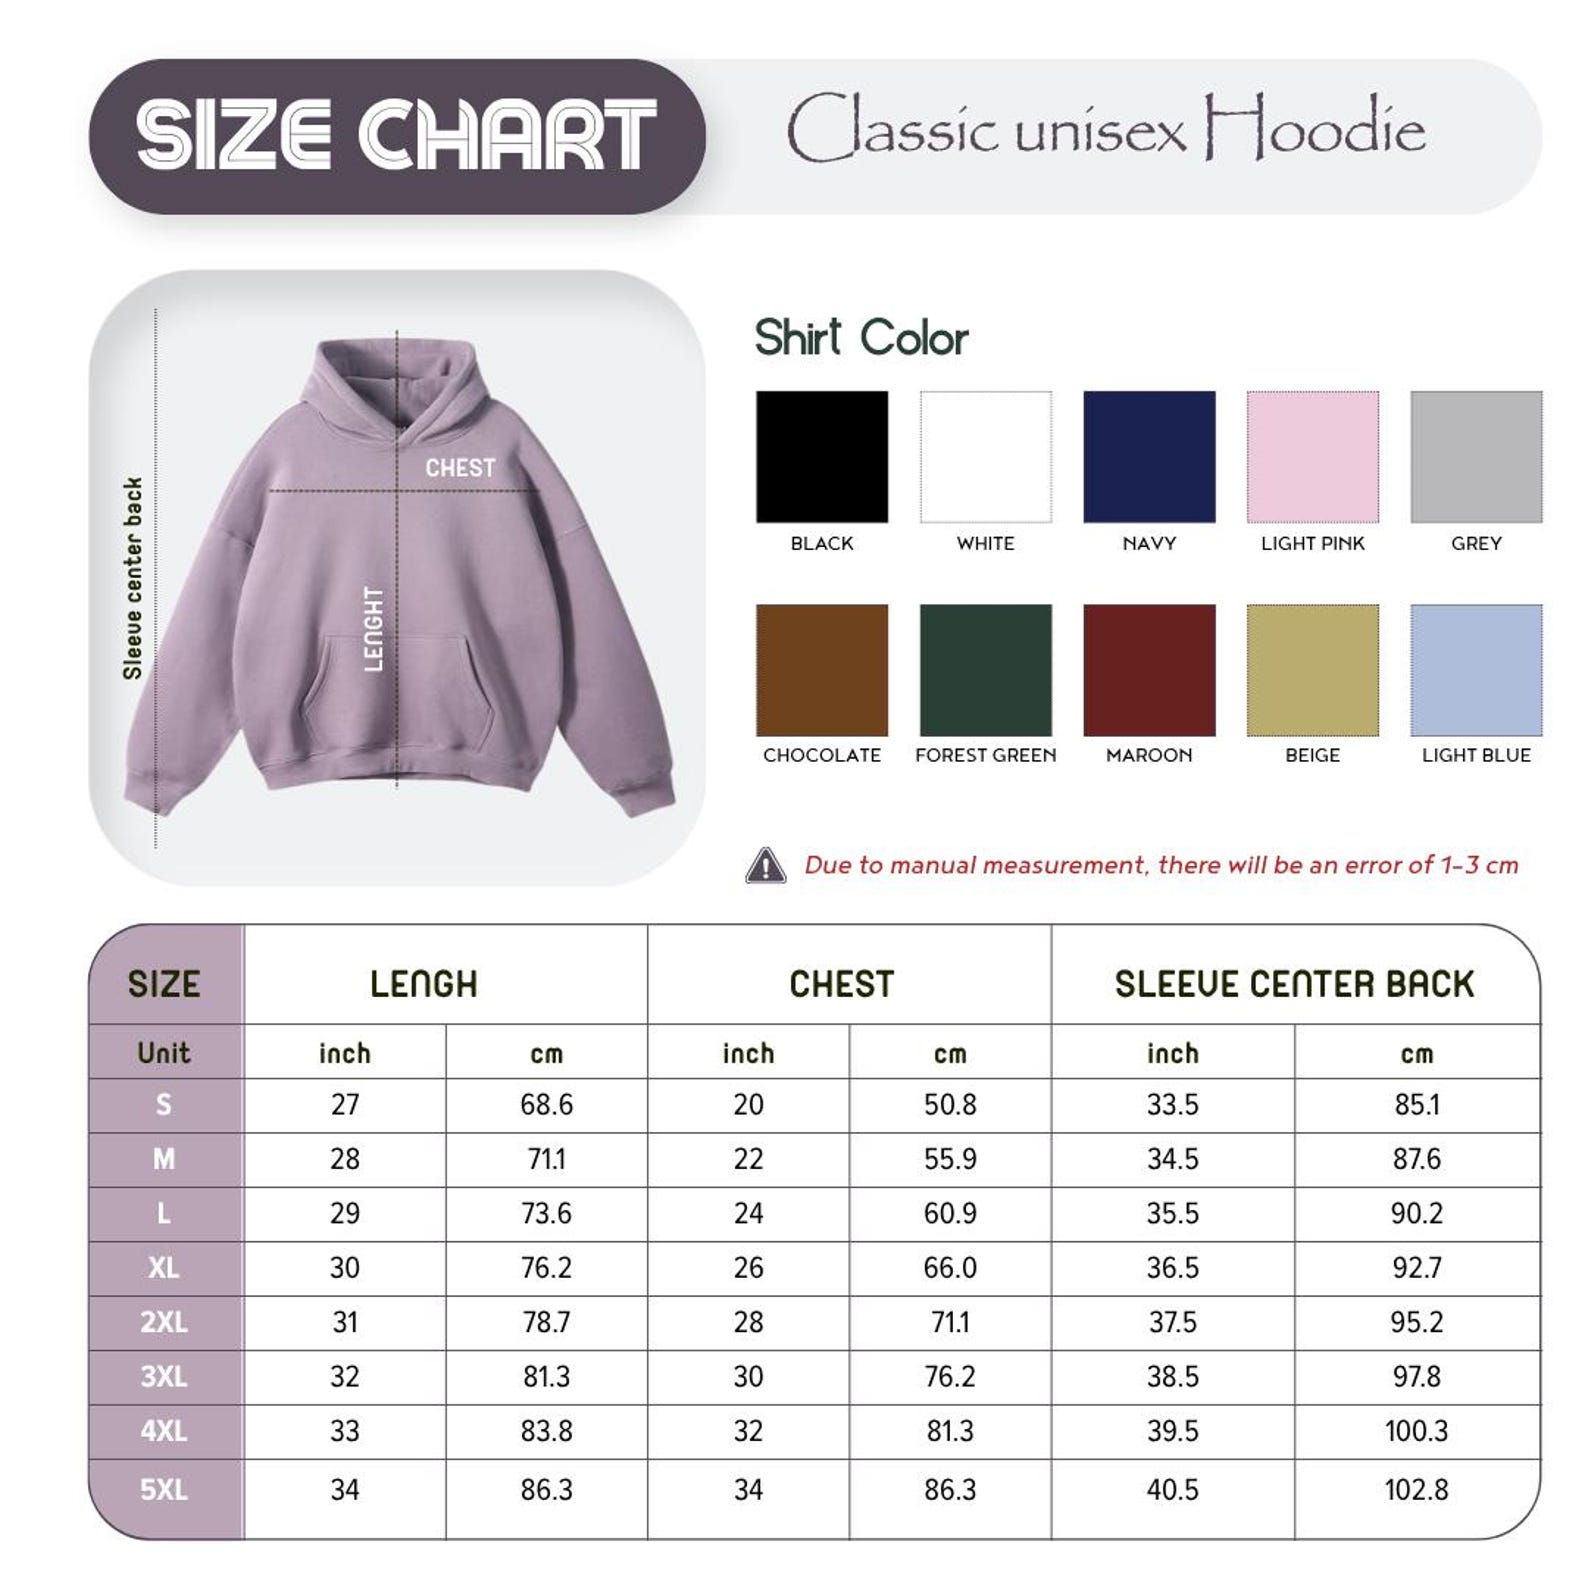 SIZE CHART
Classic unisex Hoodie
Sleeve center back
CHEST
LENGHT
Shirt Color
BLACK WHITE NAVY LIGHT PINK GREY
CHOCOLATE FOREST GREEN MAROON BEIGE LIGHT BLUE
Due to manual measurement, there will be an error of 1-3 cm
SIZE LENGH CHEST SLEEVE CENTER BACK
Unit inch cm inch cm inch cm
S 27 68.6 20 50.8 33.5 85.1
M 28 71.1 22 55.9 34.5 87.6
L 29 73.6 24 60.9 35.5 90.2
XL 30 76.2 26 66.0 36.5 92.7
2XL 31 78.7 28 71.1 37.5 95.2
3XL 32 81.3 30 76.2 38.5 97.8
4XL 33 83.8 32 81.3 39.5 100.3
5XL 34 86.3 34 86.3 40.5 102.8